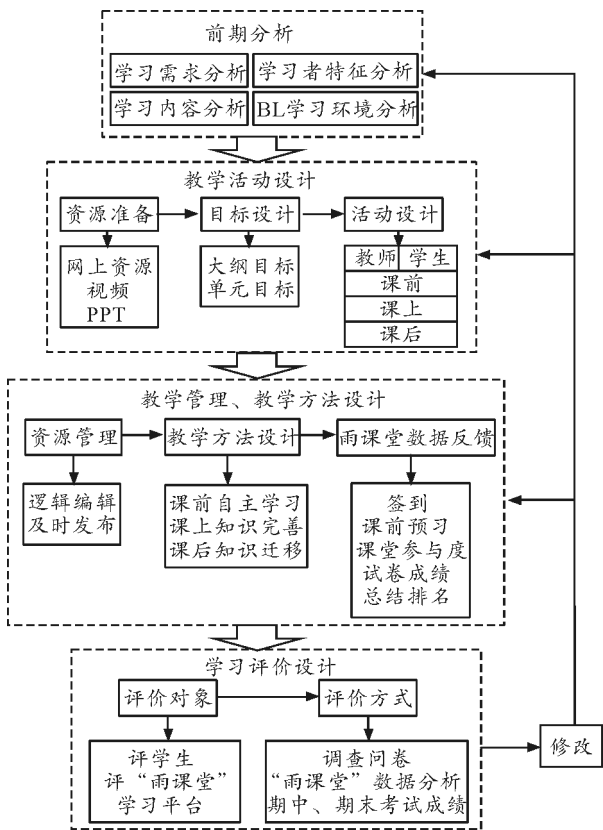 前期分析
学习需求分析 学习者特征分析
学习内容分析 BL学习环境分析
教学活动设计
资源准备 目标设计 活动设计
网上资源
视频
PPT
大纲目标
单元目标
教师 学生
课前
课上
课后
教学管理、教学方法设计
资源管理 教学方法设计 雨课堂数据反馈
逻辑编辑
及时发布
课前自主学习
课上知识完善
课后知识迁移
签到
课前预习
课堂参与度
试卷成绩
总结排名
学习评价设计
评价对象 评价方式
评学生
评“雨课堂”
学习平台
调查问卷
“雨课堂”数据分析
期中、期末考试成绩
修改